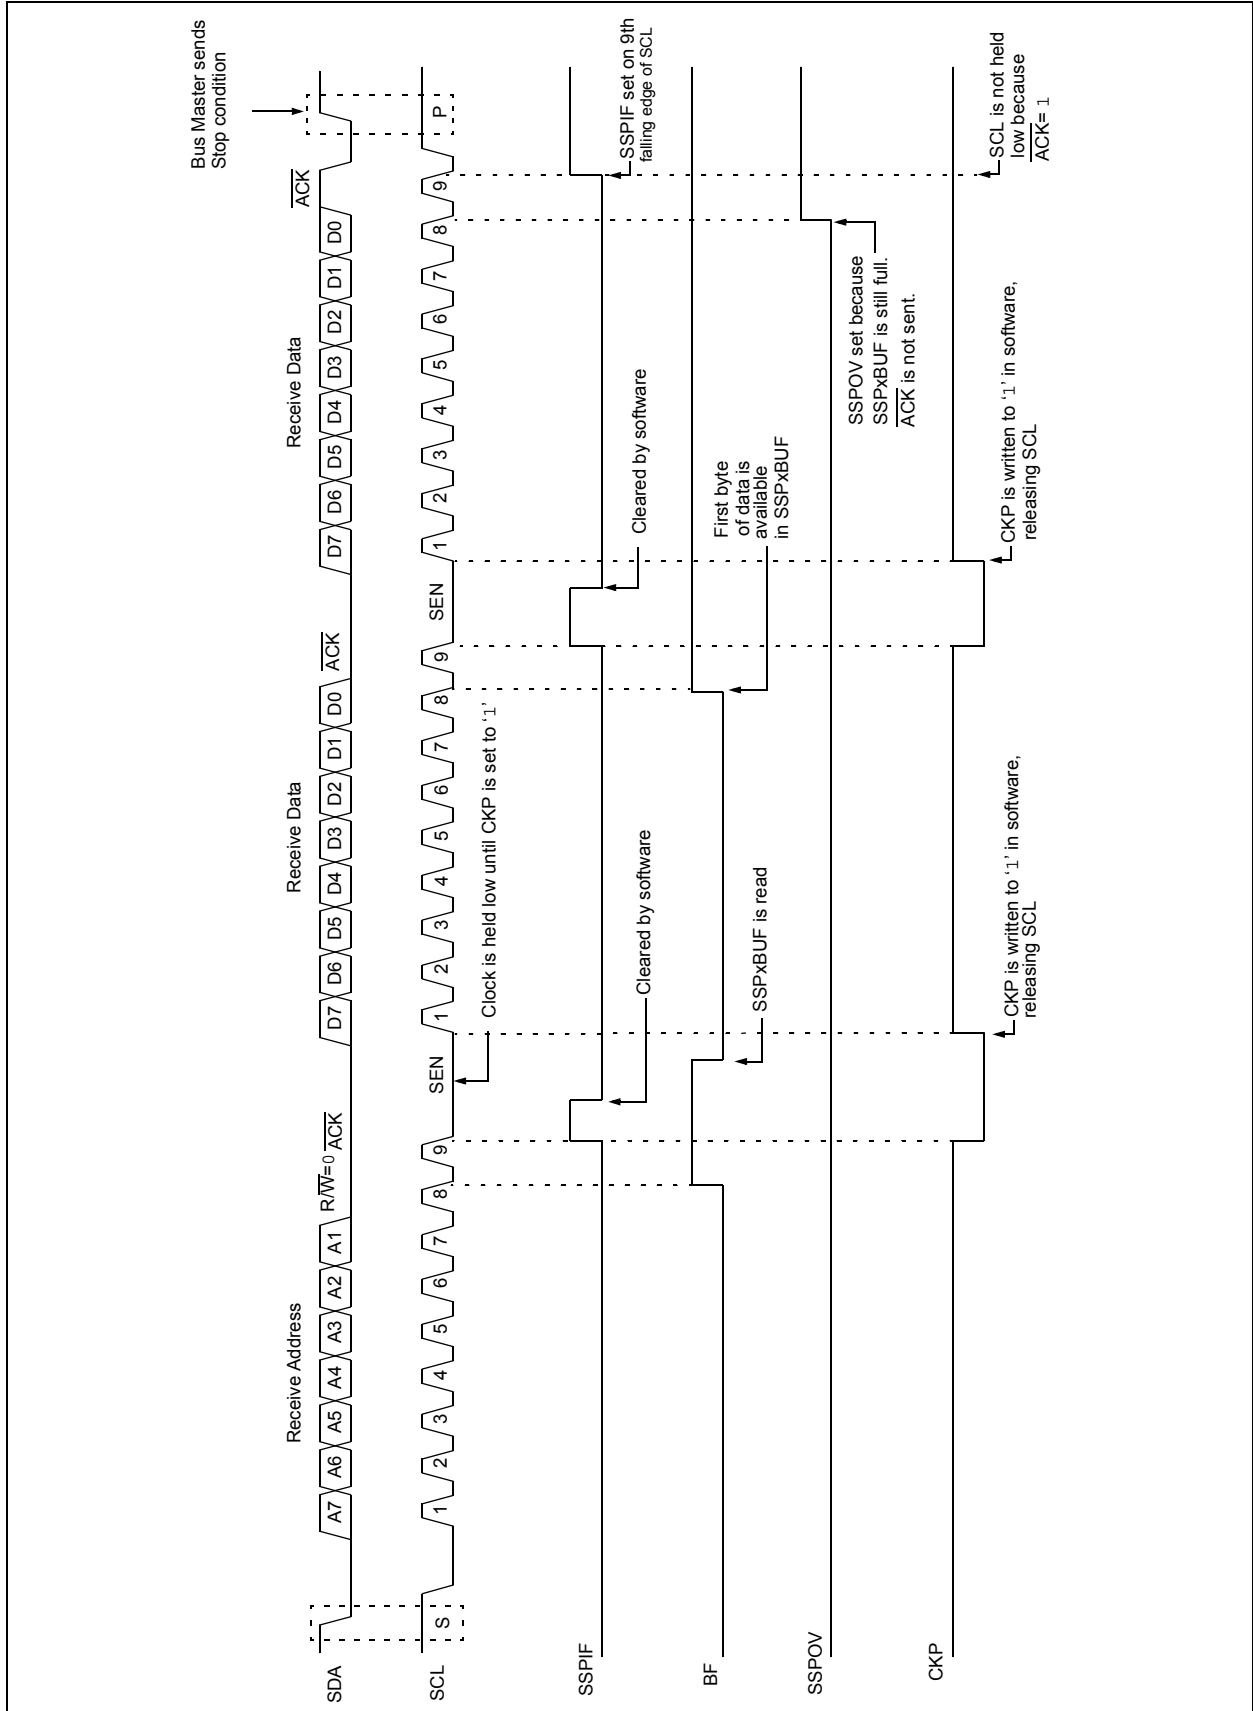 Bus Master sends
Stop condition
Receive Address
Receive Data
Receive Data
SDA
A7 A6 A5 A4 A3 A2 A1 R/W̅=0 A̅C̅K̅ D7 D6 D5 D4 D3 D2 D1 D0 A̅C̅K̅ D7 D6 D5 D4 D3 D2 D1 D0 A̅C̅K̅
SCL
S 1 2 3 4 5 6 7 8 9 SEN 1 2 3 4 5 6 7 8 9 SEN 1 2 3 4 5 6 7 8 9 P
Clock is held low until CKP is set to ‘1’
SSPIF
Cleared by software
Cleared by software
SSPIF set on 9th
falling edge of SCL
BF
SSPxBUF is read
First byte
of data is
available
in SSPxBUF
SSPOV
SSPOV set because
SSPxBUF is still full.
A̅C̅K̅ is not sent.
CKP
CKP is written to ‘1’ in software,
releasing SCL
CKP is written to ‘1’ in software,
releasing SCL
SCL is not held
low because
A̅C̅K̅= 1